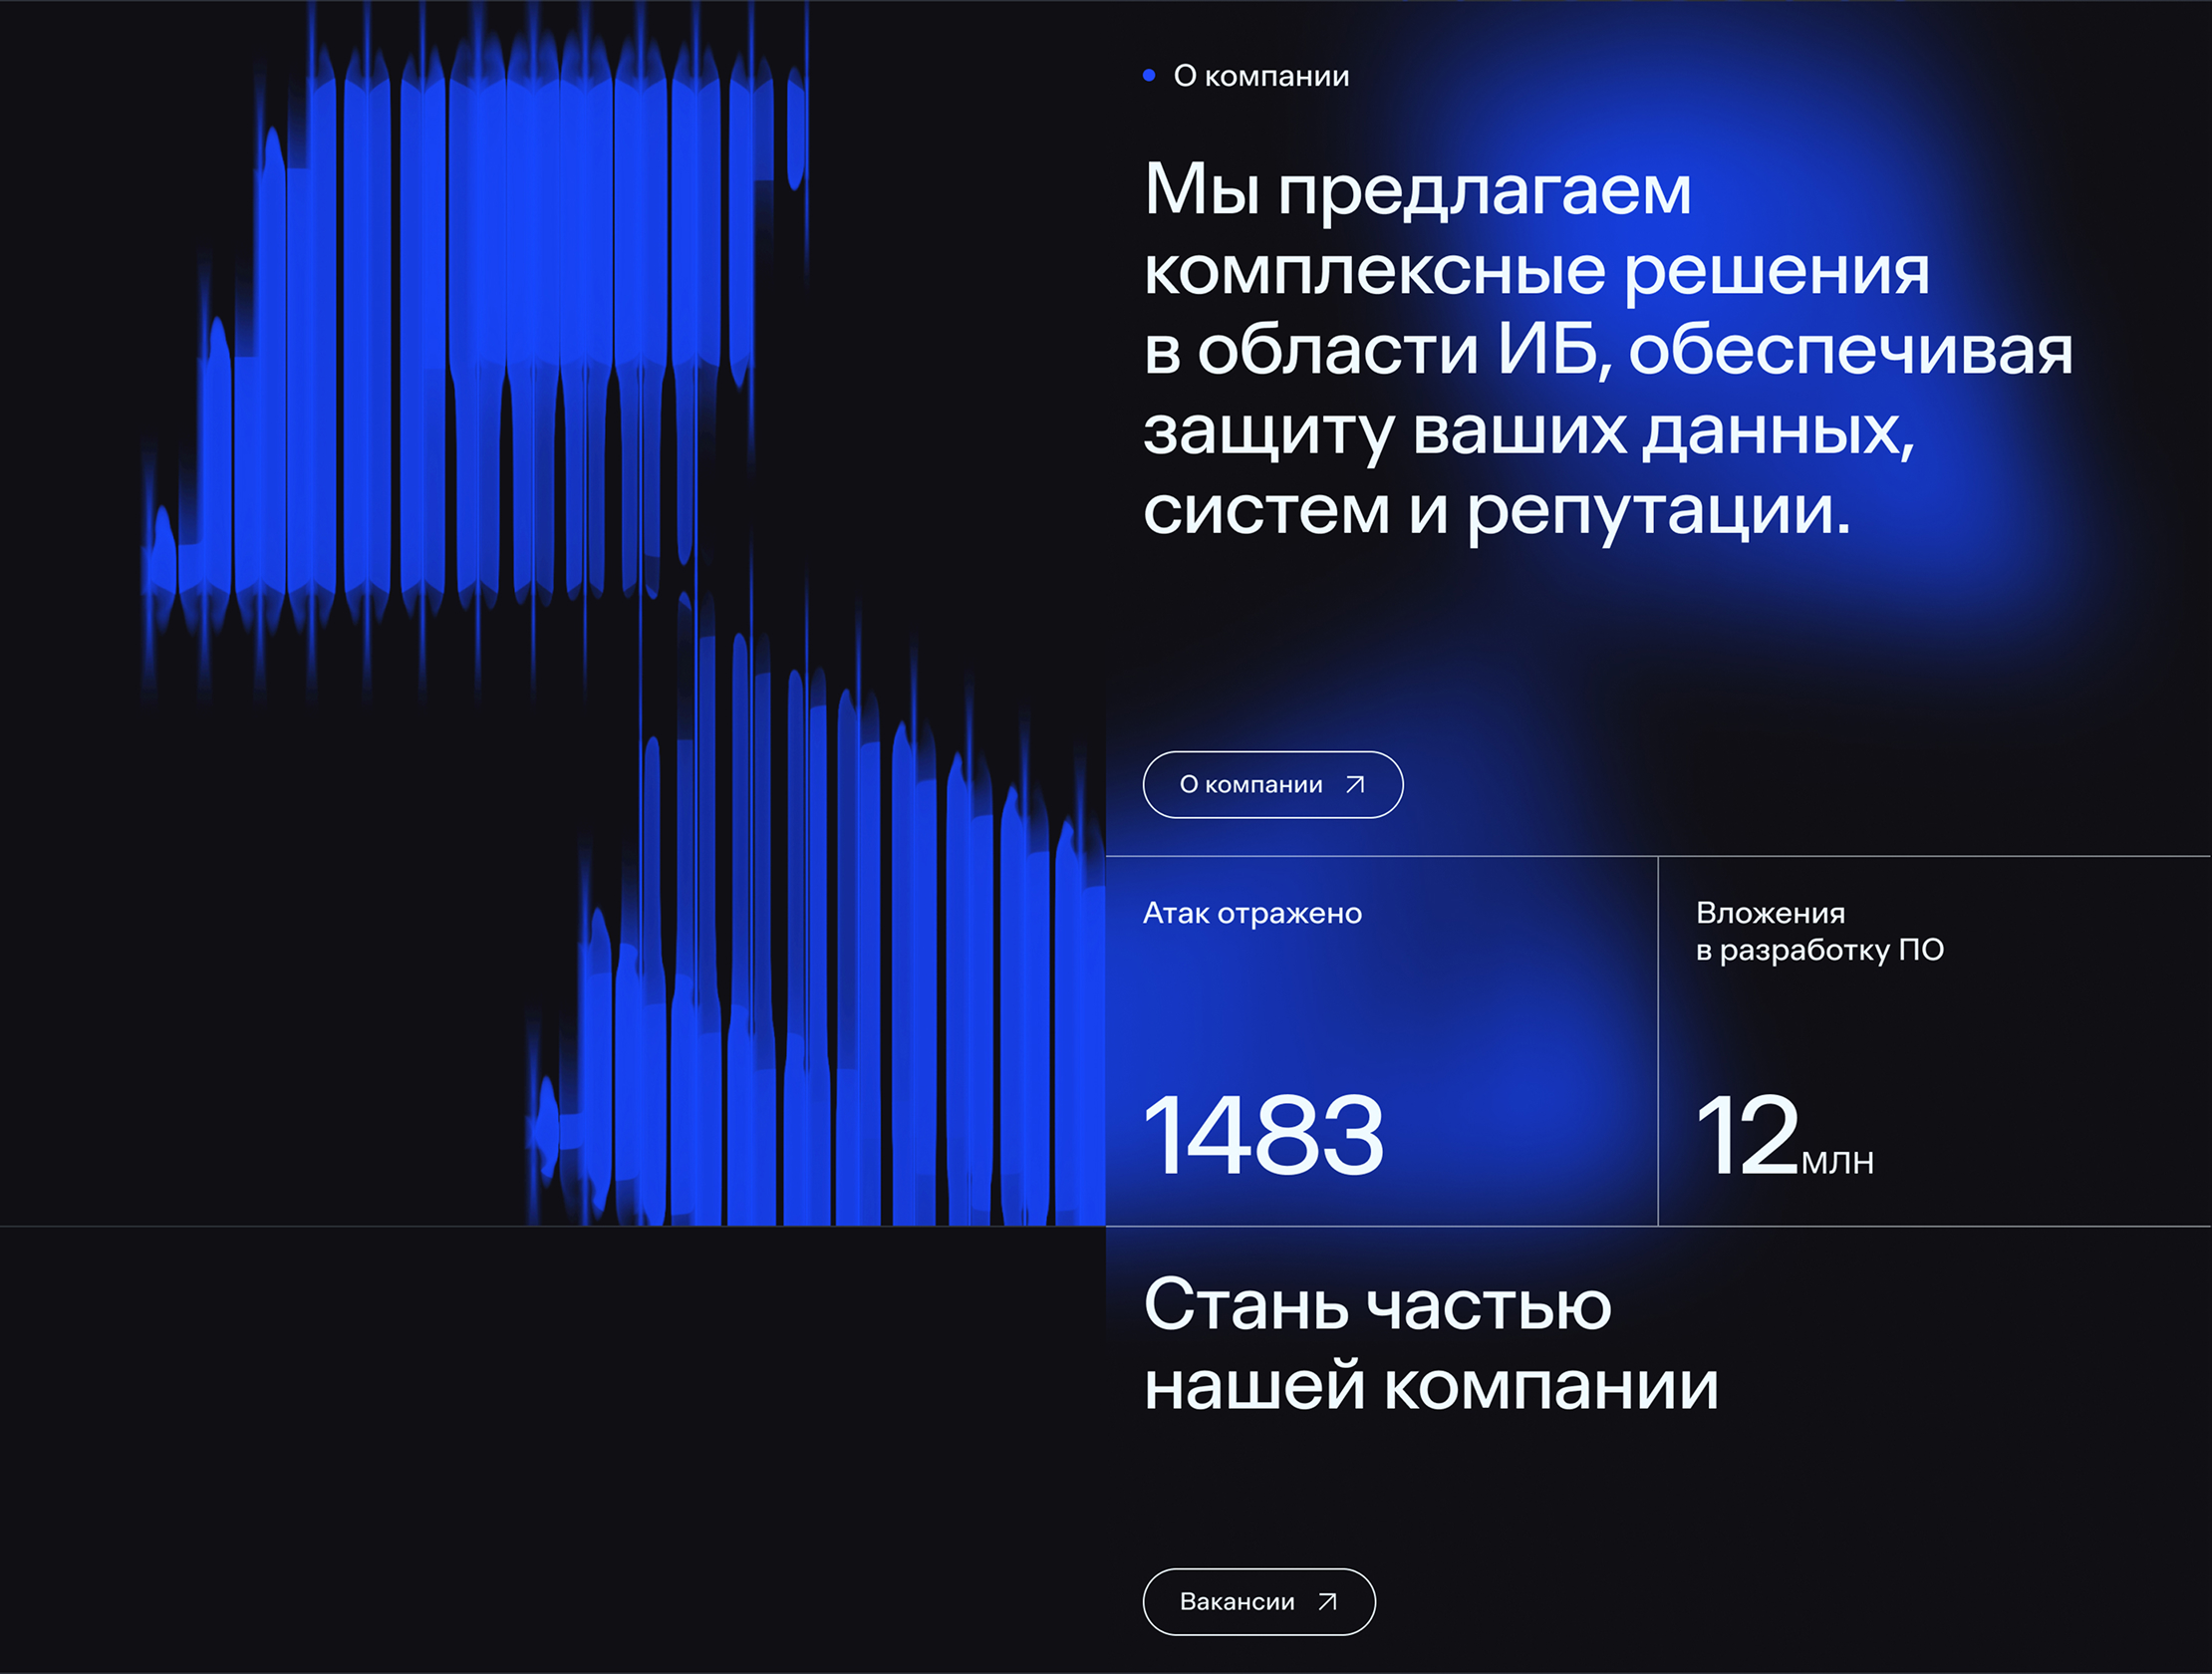 О компании
Мы предлагаем
комплексные решения
в области ИБ, обеспечивая
защиту ваших данных,
систем и репутации.
О компании
Атак отражено
1483
Вложения
в разработку ПО
12млн
Стань частью
нашей компании
Вакансии